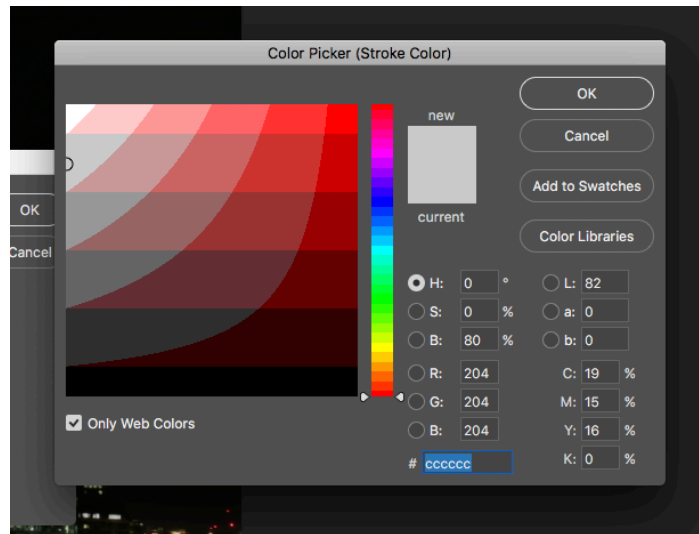 Color Picker (Stroke Color)
new
current
OK
Cancel
Add to Swatches
Color Libraries
OK
Cancel
H: 0 °
S: 0 %
B: 80 %
R: 204
G: 204
B: 204
# cccccc
L: 82
a: 0
b: 0
C: 19 %
M: 15 %
Y: 16 %
K: 0 %
Only Web Colors